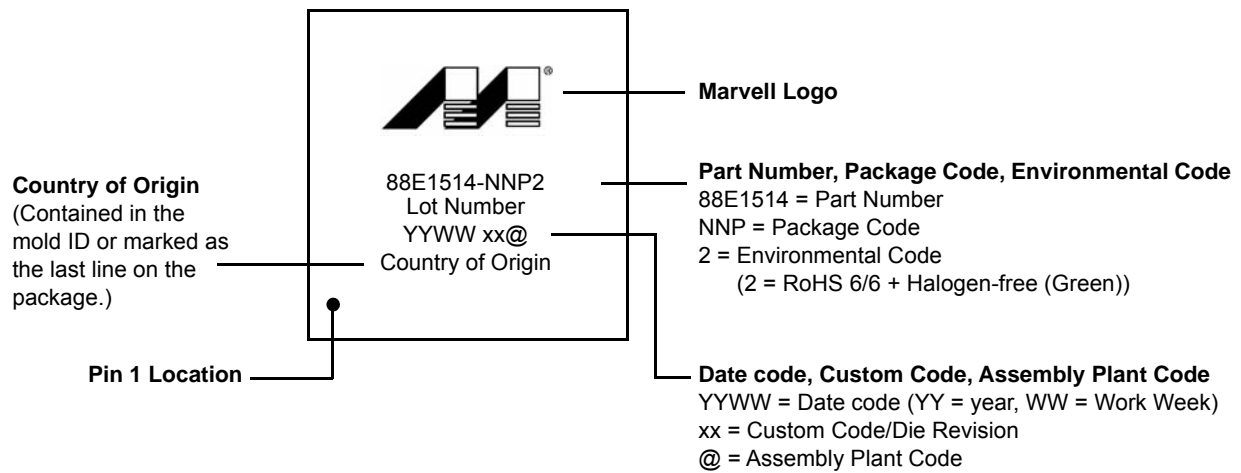 ®
Marvell Logo
Country of Origin
(Contained in the
mold ID or marked as
the last line on the
package.)
88E1514-NNP2
Lot Number
YYWW xx@
Country of Origin
Part Number, Package Code, Environmental Code
88E1514 = Part Number
NNP = Package Code
2 = Environmental Code
(2 = RoHS 6/6 + Halogen-free (Green))
Pin 1 Location
Date code, Custom Code, Assembly Plant Code
YYWW = Date code (YY = year, WW = Work Week)
xx = Custom Code/Die Revision
@ = Assembly Plant Code